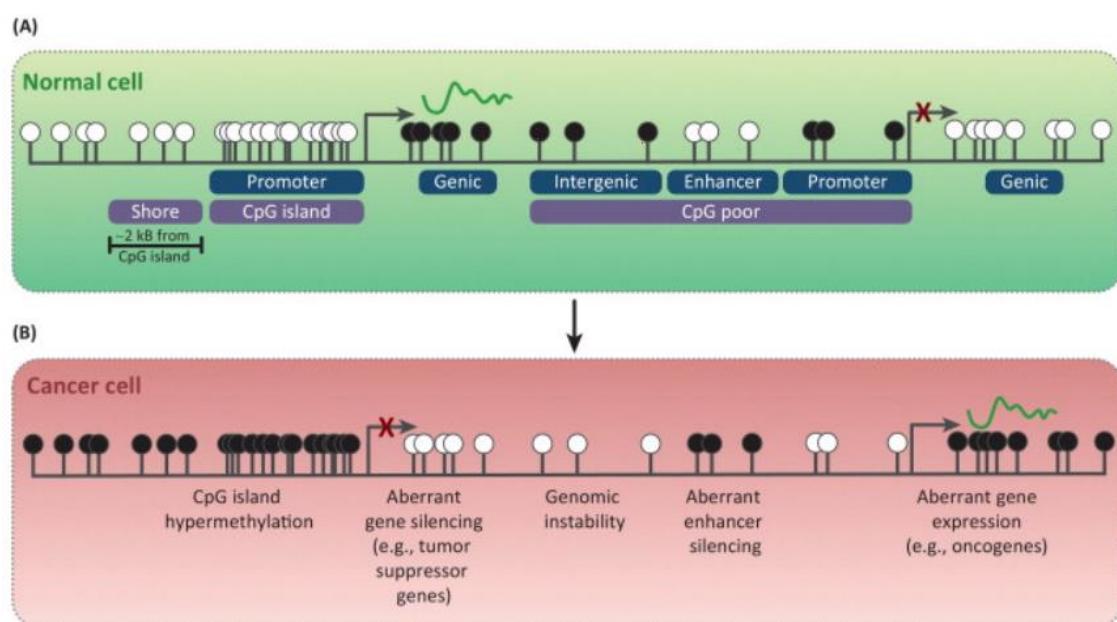 (A)
Normal cell
X
Promoter
Genic
Intergenic
Enhancer
Promoter
Genic
Shore
CpG island
CpG poor
~2 kB from
CpG island
(B)
Cancer cell
X
CpG island
hypermethylation
Aberrant
gene silencing
(e.g., tumor
suppressor
genes)
Genomic
instability
Aberrant
enhancer
silencing
Aberrant gene
expression
(e.g., oncogenes)